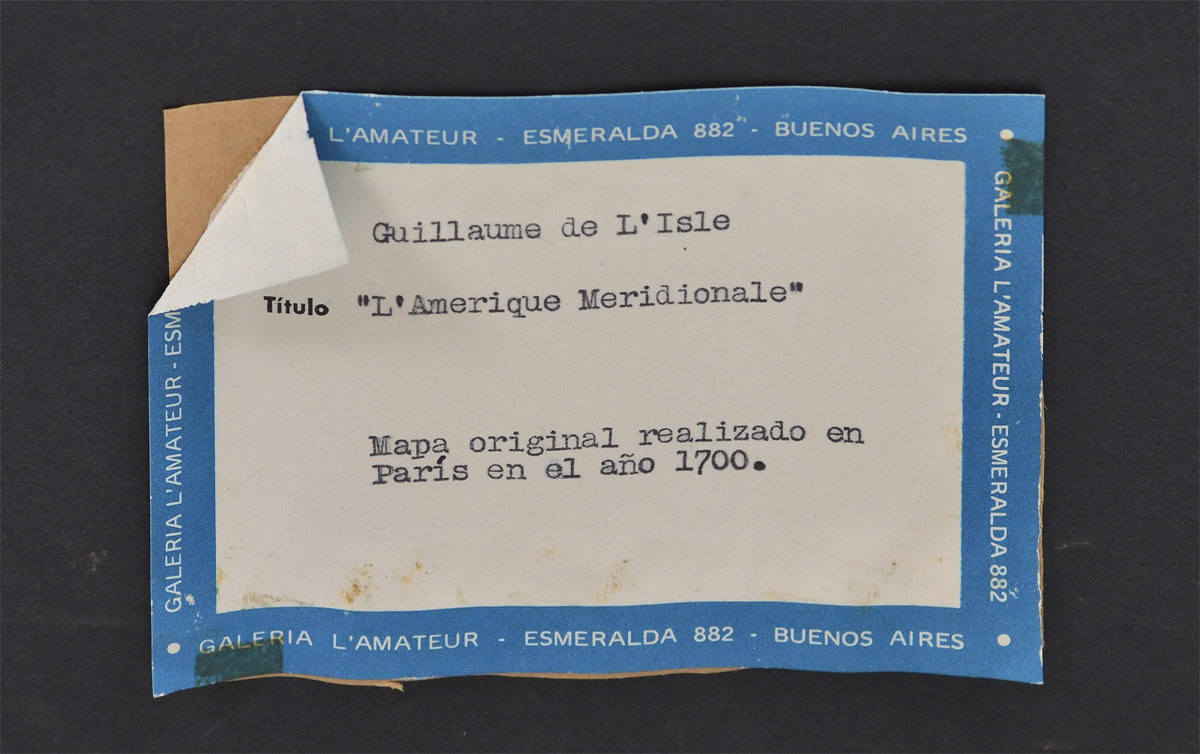 L'AMATEUR - ESMERALDA 882 - BUENOS AIRES
Guillaume de L'Isle
Título "L'Amerique Meridionale"
Mapa original realizado en
París en el año 1700.
GALERIA L'AMATEUR - ESM
GALERIA L'AMATEUR - ESMERALDA 882
GALERIA L'AMATEUR - ESMERALDA 882 - BUENOS AIRES